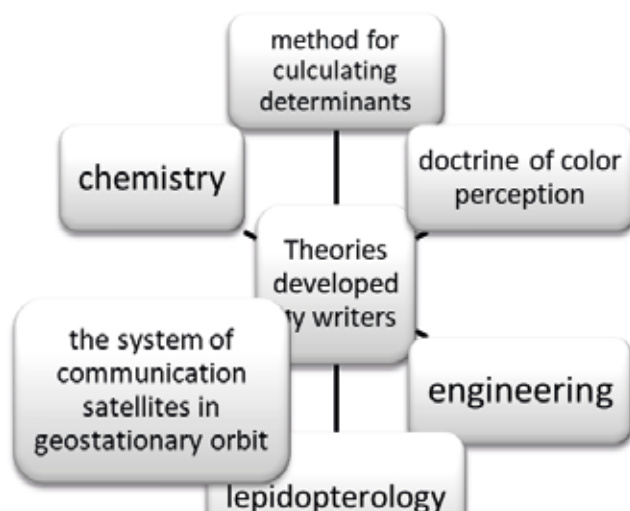 method for
culculating
determinants
doctrine of color
perception
chemistry
Theories
developed
writers
engineering
the system of
communication
satellites in
geostationary orbit
lepidopterology